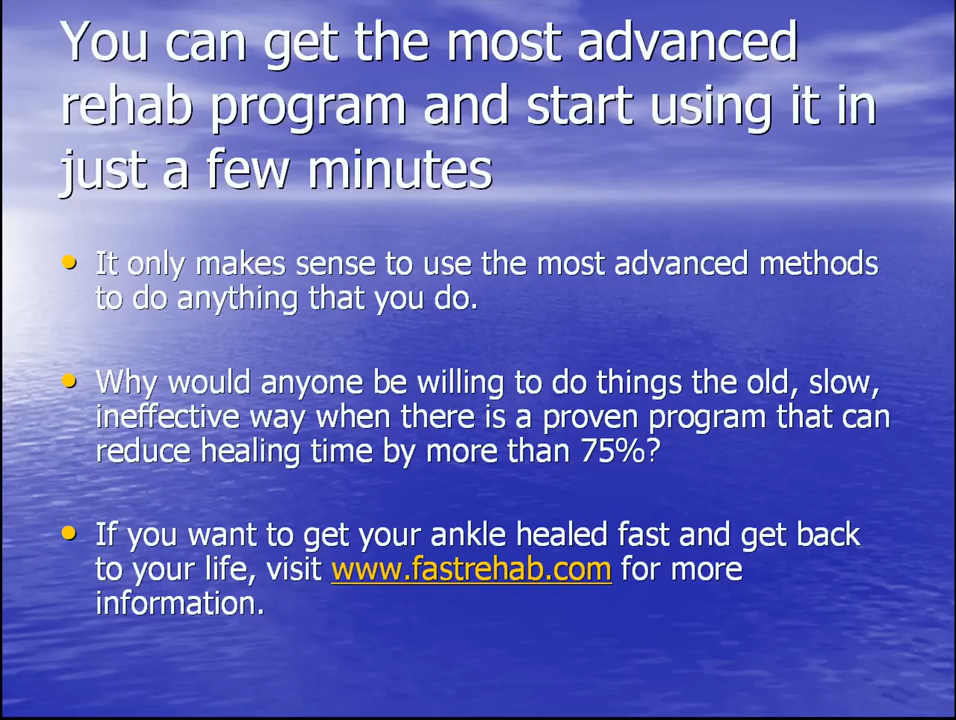 You can get the most advanced
rehab program and start using it in
just a few minutes
• It only makes sense to use the most advanced methods
to do anything that you do.
• Why would anyone be willing to do things the old, slow,
ineffective way when there is a proven program that can
reduce healing time by more than 75%?
• If you want to get your ankle healed fast and get back
to your life, visit www.fastrehab.com for more
information.